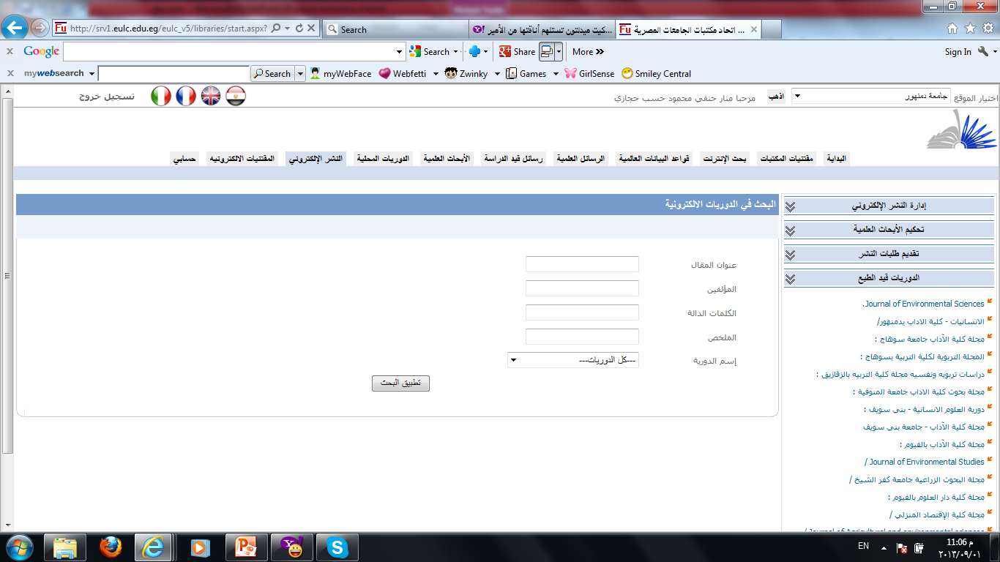 http://srv1.eulc.edu.eg/eulc_v5/libraries/start.aspx?
Search
كيت ميدلتون تستلهم أناقتها من الأمير...
اتحاد مكتبات الجامعات المصرية ...
Google
Search
Share
More »
Sign In
mywebsearch
Search
myWebFace
Webfetti
Zwinky
Games
GirlSense
Smiley Central
اختيار الموقع
جامعة دمنهور
اذهب
مرحبا منار حنفي محمود حسب حجازي
تسجيل خروج
البداية
مقتنيات المكتبات
بحث الإنترنت
قواعد البيانات العالمية
الرسائل العلمية
رسائل قيد الدراسة
الأبحاث العلمية
الدوريات المحلية
النشر الإلكتروني
المقتنيات الالكترونيه
حسابي
إدارة النشر الإلكتروني
تحكيم الأبحاث العلمية
تقديم طلبات النشر
الدوريات قيد الطبع
Journal of Environmental Sciences.
الانسانيات - كلية الاداب بدمنهور/
مجلة كلية الآداب جامعة سوهاج :
المجلة التربوية لكلية التربية بسوهاج :
دراسات تربويه ونفسيه مجلة كلية التربيه بالزقازيق :
مجلة بحوث كلية الاداب جامعة المنوفية :
دورية العلوم الانسانية - بني سويف :
مجلة كلية الآداب - جامعة بني سويف
مجلة كلية الآداب بالفيوم :
Journal of Environmental Studies /
مجلة البحوث الزراعية جامعة كفر الشيخ /
مجلة كلية دار العلوم بالفيوم :
مجلة كلية الإقتصاد المنزلي /
Journal of Agricultural and environmental sciences /
البحث في الدوريات الالكترونية
عنوان المقال
المؤلفين
الكلمات الدالة
الملخص
إسم الدورية
---كل الدوريات---
تطبيق البحث
EN
11:06 م
٢٠١٣/٠٩/٠١